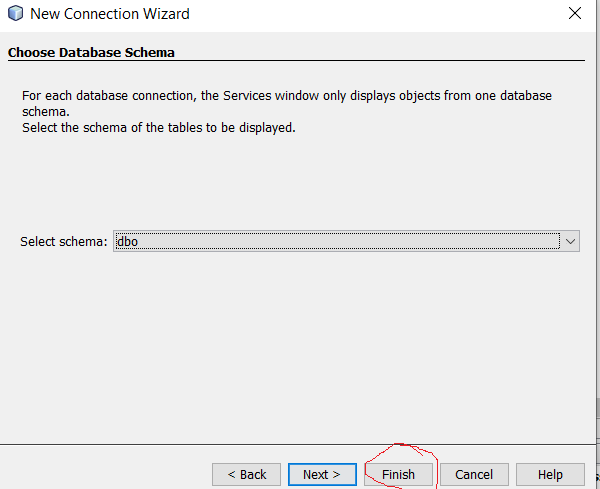 New Connection Wizard
Choose Database Schema
For each database connection, the Services window only displays objects from one database
schema.
Select the schema of the tables to be displayed.
Select schema: dbo
< Back Next > Finish Cancel Help